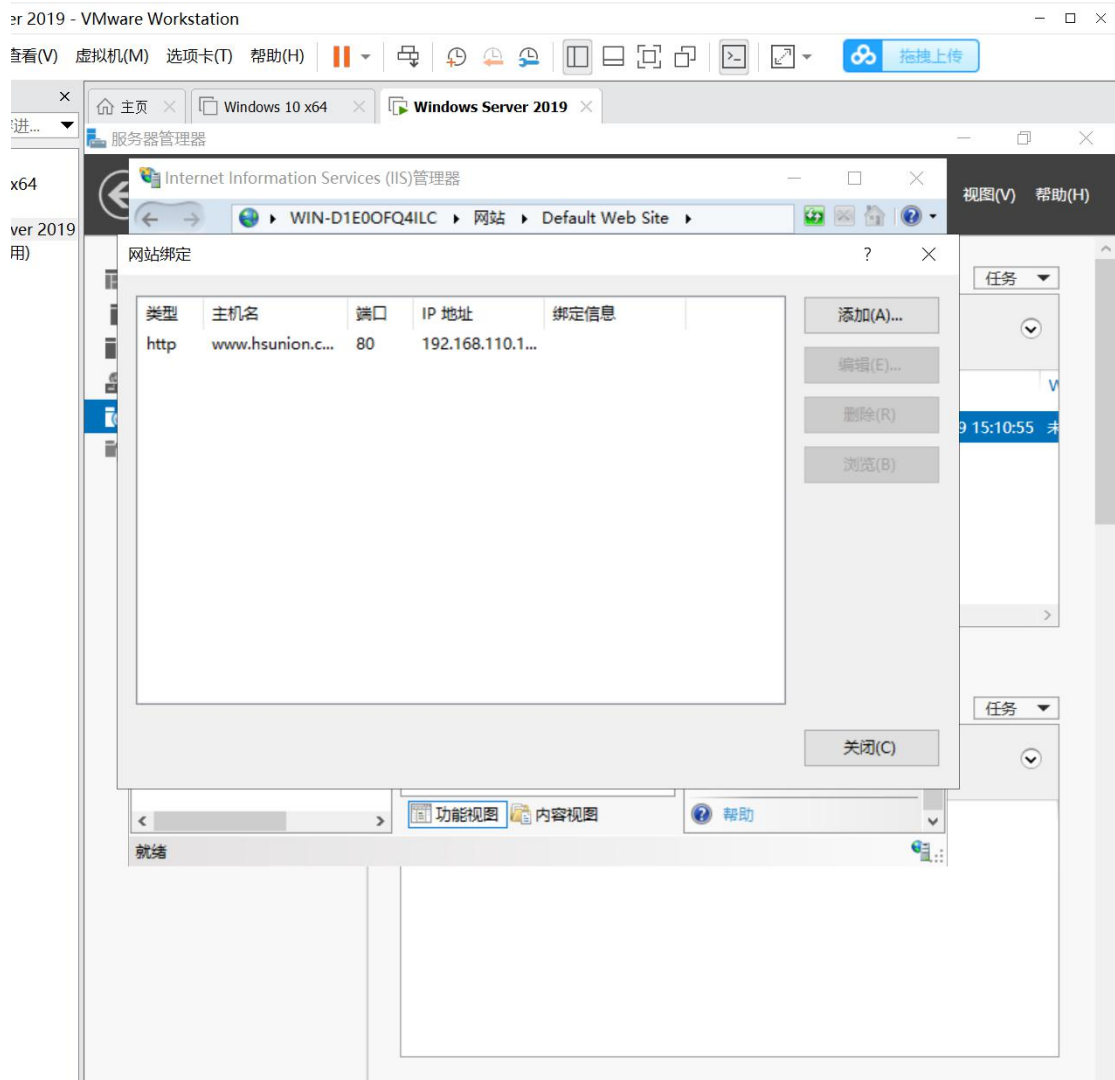 er 2019 - VMware Workstation
查看(V) 虚拟机(M) 选项卡(T) 帮助(H) 拖拽上传
主页 Windows 10 x64 Windows Server 2019
进...
服务器管理器
x64
Internet Information Services (IIS)管理器
视图(V) 帮助(H)
WIN-D1E0OFQ4ILC 网站 Default Web Site
ver 2019
用)
网站绑定
任务
类型 主机名 端口 IP 地址 绑定信息
添加(A)...
http www.hsunion.c... 80 192.168.110.1...
编辑(E)...
删除(R)
9 15:10:55 未
浏览(B)
任务
关闭(C)
功能视图 内容视图 帮助
就绪